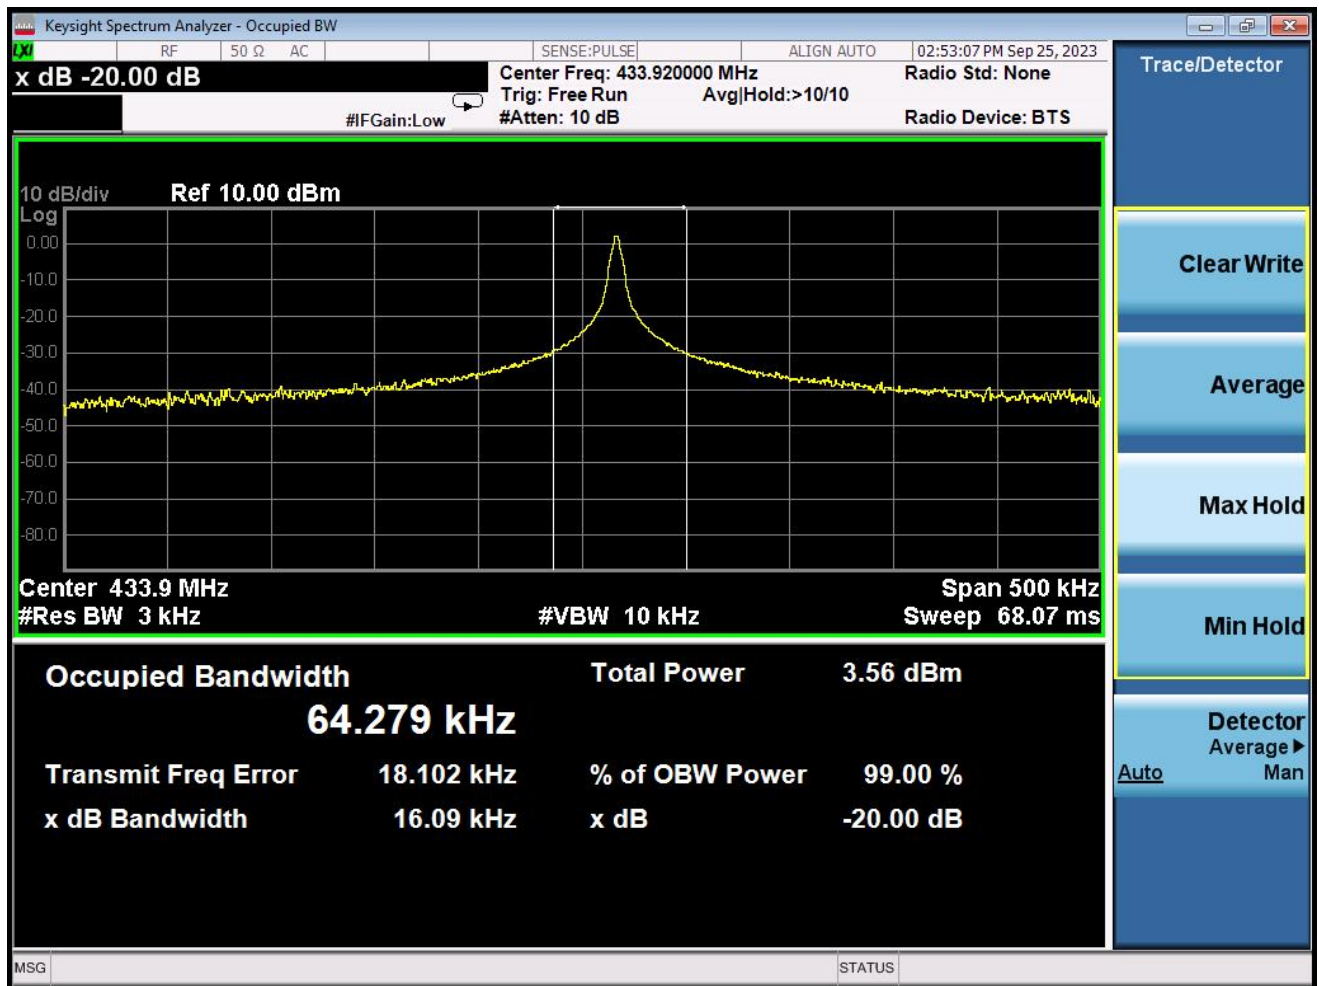 Keysight Spectrum Analyzer - Occupied BW
LXI RF 50 Ω AC SENSE:PULSE ALIGN AUTO 02:53:07 PM Sep 25, 2023
x dB -20.00 dB
Center Freq: 433.920000 MHz Radio Std: None
Trig: Free Run Avg|Hold:>10/10
#IFGain:Low #Atten: 10 dB Radio Device: BTS
10 dB/div Ref 10.00 dBm
Log
0.00
-10.0
-20.0
-30.0
-40.0
-50.0
-60.0
-70.0
-80.0
Center 433.9 MHz Span 500 kHz
#Res BW 3 kHz #VBW 10 kHz Sweep 68.07 ms
Occupied Bandwidth Total Power 3.56 dBm
64.279 kHz
Transmit Freq Error 18.102 kHz % of OBW Power 99.00 %
x dB Bandwidth 16.09 kHz x dB -20.00 dB
MSG STATUS
Trace/Detector
Clear Write
Average
Max Hold
Min Hold
Detector
Average
Auto Man